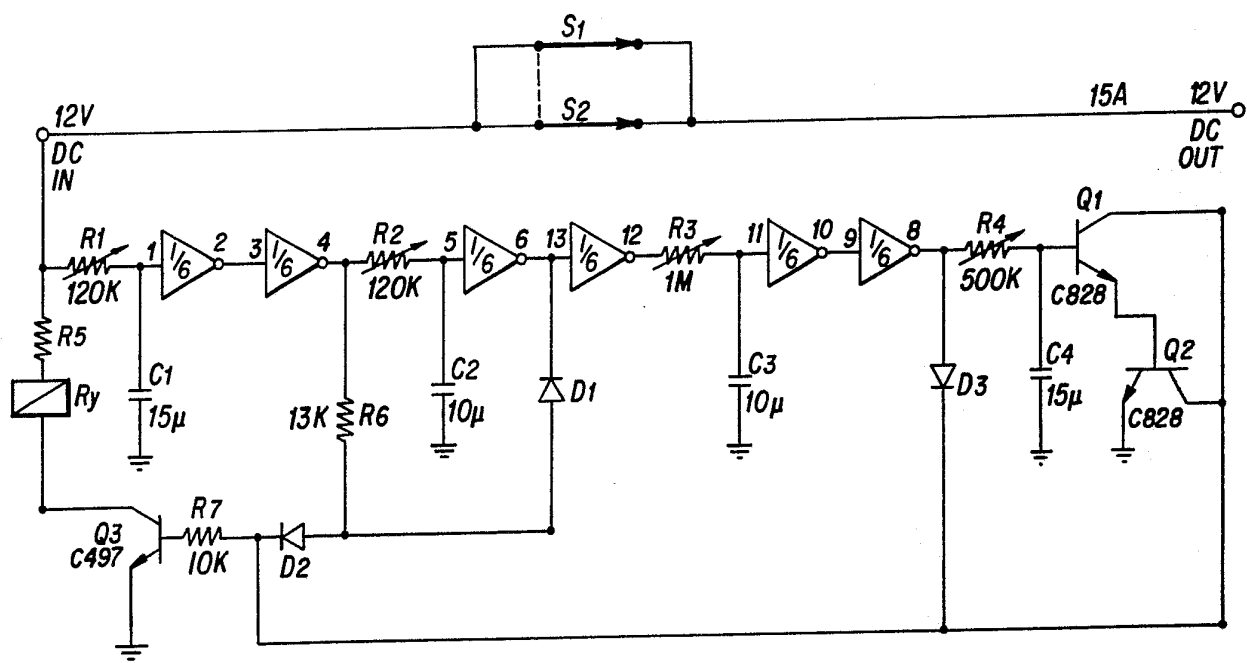 S1
S2
12V
DC
IN
15A
12V
DC
OUT
R1
120K
1
1/6
2
3
1/6
4
R2
120K
5
1/6
6
13
1/6
12
R3
1M
11
1/6
10
9
1/6
8
R4
500K
Q1
C828
Q2
C828
R5
Ry
C1
15μ
13K
R6
C2
10μ
D1
C3
10μ
D3
C4
15μ
Q3
C497
R7
10K
D2